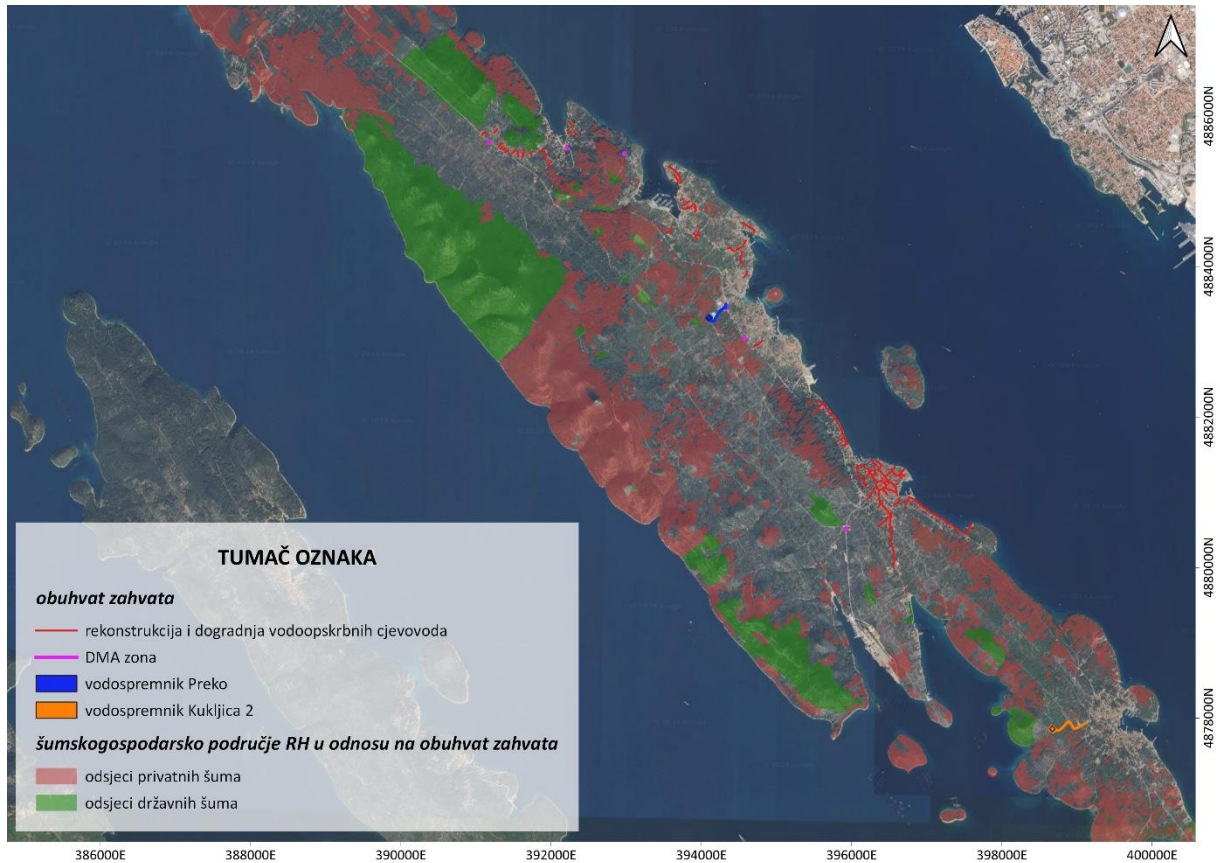 TUMAČ OZNAKA
obuhvat zahvata
rekonstrukcija i dogradnja vodoopskrbnih cjevovoda
DMA zona
vodospremnik Preko
vodospremnik Kukljica 2
šumskogospodarsko područje RH u odnosu na obuhvat zahvata
odsjeci privatnih šuma
odsjeci državnih šuma
4886000N
4884000N
4882000N
4880000N
4878000N
386000E 388000E 390000E 392000E 394000E 396000E 398000E 400000E